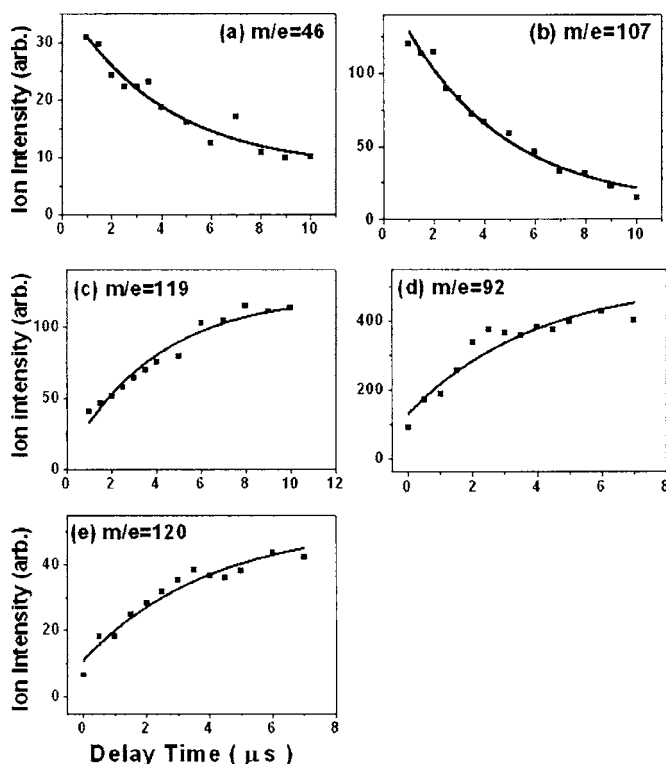 (a) m/e=46
Ion Intensity (arb.)
30
20
10
0
0 2 4 6 8 10
(b) m/e=107
100
50
0
0 2 4 6 8 10
(c) m/e=119
Ion intensity (arb.)
100
50
0
0 2 4 6 8 10 12
(d) m/e=92
400
200
0
0 2 4 6 8
(e) m/e=120
Ion Intensity (arb.)
40
20
0
0 2 4 6 8
Delay Time ( μs )